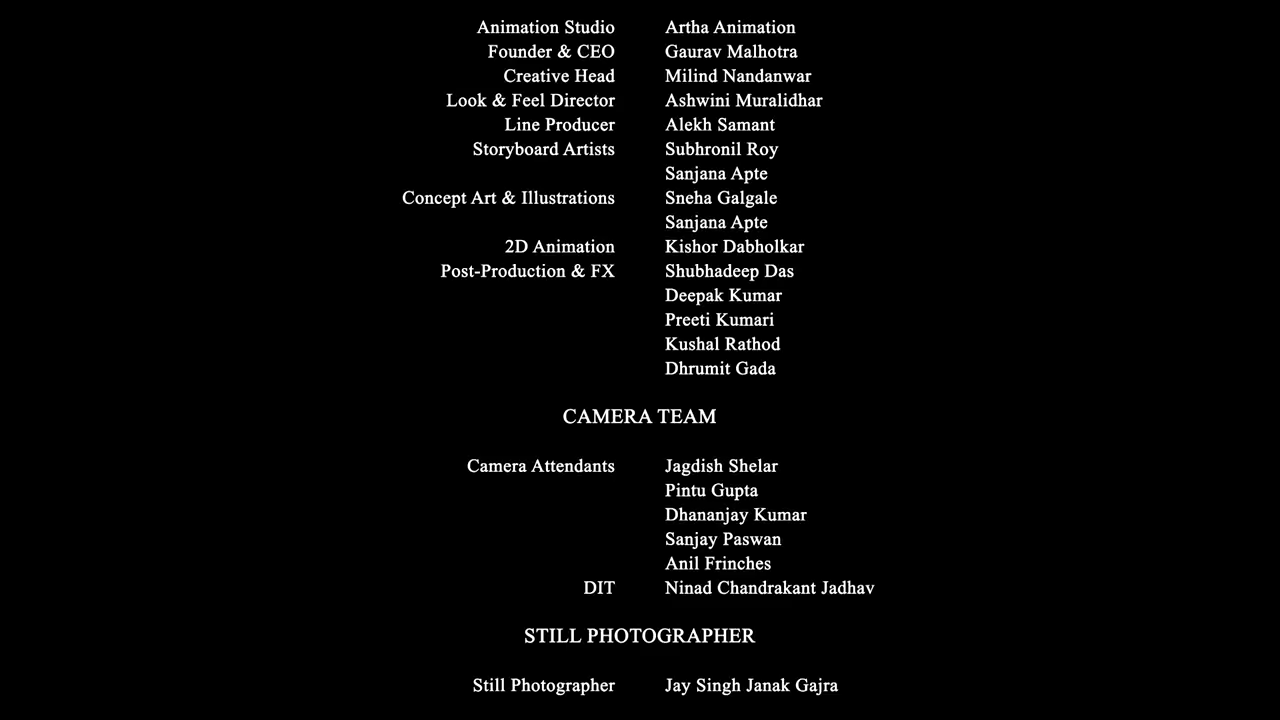 Animation Studio Artha Animation
Founder & CEO Gaurav Malhotra
Creative Head Milind Nandanwar
Look & Feel Director Ashwini Muralidhar
Line Producer Alekh Samant
Storyboard Artists Subhronil Roy
Sanjana Apte
Concept Art & Illustrations Sneha Galgale
Sanjana Apte
2D Animation Kishor Dabholkar
Post-Production & FX Shubhadeep Das
Deepak Kumar
Preeti Kumari
Kushal Rathod
Dhrumit Gada
CAMERA TEAM
Camera Attendants Jagdish Shelar
Pintu Gupta
Dhananjay Kumar
Sanjay Paswan
Anil Frinches
DIT Ninad Chandrakant Jadhav
STILL PHOTOGRAPHER
Still Photographer Jay Singh Janak Gajra